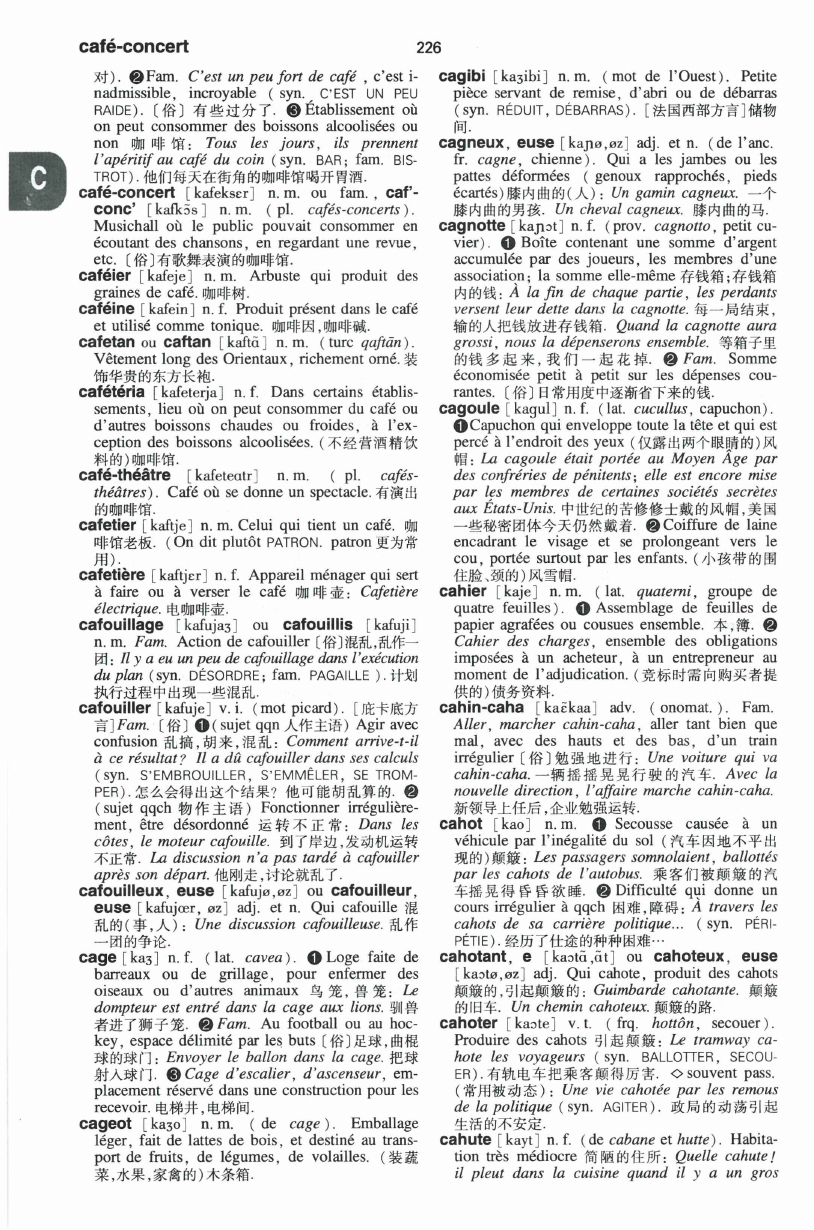 café-concert
226
对). ❷Fam. C'est un peu fort de café , c'est i-
nadmissible, incroyable ( syn. C'EST UN PEU
RAIDE). 〔俗〕有些过分了. ❸Établissement où
on peut consommer des boissons alcoolisées ou
non 咖啡馆: Tous les jours, ils prennent
l'apéritif au café du coin (syn. BAR; fam. BIS-
TROT). 他们每天在街角的咖啡馆喝开胃酒.
C
café-concert [kafekɔ̃sɛr] n. m. ou fam. , caf'-
conc' [kafkɔ̃s] n. m. ( pl. cafés-concerts).
Musichall où le public pouvait consommer en
écoutant des chansons, en regardant une revue,
etc. 〔俗〕有歌舞表演的咖啡馆.
caféier [kafeje] n. m. Arbuste qui produit des
graines de café. 咖啡树.
caféine [kafein] n. f. Produit présent dans le café
et utilisé comme tonique. 咖啡因,咖啡碱.
cafetan ou caftan [kaftɑ̃] n. m. (turc qaftān).
Vêtement long des Orientaux, richement orné. 装
饰华贵的东方长袍.
cafétéria [kafeterja] n. f. Dans certains établis-
sements, lieu où on peut consommer du café ou
d'autres boissons chaudes ou froides, à l'ex-
ception des boissons alcoolisées. (不经营酒精饮
料的)咖啡馆.
café-théâtre [kafeteɑtr] n. m. ( pl. cafés-
théâtres). Café où se donne un spectacle. 有演出
的咖啡馆.
cafetier [kaftje] n. m. Celui qui tient un café. 咖
啡馆老板. (On dit plutôt PATRON. patron 更为常
用).
cafetière [kaftjɛr] n. f. Appareil ménager qui sert
à faire ou à verser le café 咖啡壶: Cafetière
électrique. 电咖啡壶.
cafouillage [kafujaʒ] ou cafouillis [kafuji]
n. m. Fam. Action de cafouiller 〔俗〕混乱,乱作一
团: Il y a eu un peu de cafouillage dans l'exécution
du plan (syn. DÉSORDRE; fam. PAGAILLE ). 计划
执行过程中出现一些混乱.
cafouiller [kafuje] v. i. (mot picard). [庇卡底方
言]Fam. 〔俗〕❶(sujet qqn 人作主语) Agir avec
confusion 乱搞,胡来,混乱: Comment arrive-t-il
à ce résultat? Il a dû cafouiller dans ses calculs
(syn. S'EMBROUILLER, S'EMMÊLER, SE TROM-
PER). 怎么会得出这个结果? 他可能胡乱算的. ❷
(sujet qqch 物作主语) Fonctionner irrégulière-
ment, être désordonné 运转不正常: Dans les
côtes, le moteur cafouille. 到了岸边,发动机运转
不正常. La discussion n'a pas tardé à cafouiller
après son départ. 他刚走,讨论就乱了.
cafouilleux, euse [kafujø,øz] ou cafouilleur,
euse [kafujœr, øz] adj. et n. Qui cafouille 混
乱的(事,人): Une discussion cafouilleuse. 乱作
一团的争论.
cage [kaʒ] n. f. (lat. cavea). ❶Loge faite de
barreaux ou de grillage, pour enfermer des
oiseaux ou d'autres animaux 鸟笼,兽笼: Le
dompteur est entré dans la cage aux lions. 驯兽
者进了狮子笼. ❷Fam. Au football ou au hoc-
key, espace délimité par les buts 〔俗〕足球,曲棍
球的球门: Envoyer le ballon dans la cage. 把球
射入球门. ❸Cage d'escalier, d'ascenseur, em-
placement réservé dans une construction pour les
recevoir. 电梯井,电梯间.
cageot [kaʒo] n. m. (de cage). Emballage
léger, fait de lattes de bois, et destiné au trans-
port de fruits, de légumes, de volailles. (装蔬
菜,水果,家禽的)木条箱.
cagibi [kaʒibi] n. m. (mot de l'Ouest). Petite
pièce servant de remise, d'abri ou de débarras
(syn. RÉDUIT, DÉBARRAS). [法国西部方言]储物
间.
cagneux, euse [kaɲø,øz] adj. et n. (de l'anc.
fr. cagne, chienne). Qui a les jambes ou les
pattes déformées ( genoux rapprochés, pieds
écartés)膝内曲的(人): Un gamin cagneux. 一个
膝内曲的男孩. Un cheval cagneux. 膝内曲的马.
cagnotte [kaɲɔt] n. f. (prov. cagnotto, petit cu-
vier). ❶ Boîte contenant une somme d'argent
accumulée par des joueurs, les membres d'une
association; la somme elle-même 存钱箱;存钱箱
内的钱: À la fin de chaque partie, les perdants
versent leur dette dans la cagnotte. 每一局结束,
输的人把钱放进存钱箱. Quand la cagnotte aura
grossi, nous la dépenserons ensemble. 等箱子里
的钱多起来,我们一起花掉. ❷ Fam. Somme
économisée petit à petit sur les dépenses cou-
rantes. 〔俗〕日常用度中逐渐省下来的钱.
cagoule [kagul] n. f. (lat. cucullus, capuchon).
❶Capuchon qui enveloppe toute la tête et qui est
percé à l'endroit des yeux (仅露出两个眼睛的)风
帽: La cagoule était portée au Moyen Âge par
des confréries de pénitents; elle est encore mise
par les membres de certaines sociétés secrètes
aux États-Unis. 中世纪的苦修修士戴的风帽,美国
一些秘密团体今天仍然戴着. ❷Coiffure de laine
encadrant le visage et se prolongeant vers le
cou, portée surtout par les enfants. (小孩带的围
住脸、颈的)风雪帽.
cahier [kaje] n. m. ( lat. quaterni, groupe de
quatre feuilles). ❶ Assemblage de feuilles de
papier agrafées ou cousues ensemble. 本,簿. ❷
Cahier des charges, ensemble des obligations
imposées à un acheteur, à un entrepreneur au
moment de l'adjudication. (竞标时需向购买者提
供的)债务资料.
cahin-caha [kaɛ̃kaa] adv. ( onomat. ). Fam.
Aller, marcher cahin-caha, aller tant bien que
mal, avec des hauts et des bas, d'un train
irrégulier 〔俗〕勉强地进行: Une voiture qui va
cahin-caha. 一辆摇摇晃晃行驶的汽车. Avec la
nouvelle direction, l'affaire marche cahin-caha.
新领导上任后,企业勉强运转.
cahot [kao] n. m. ❶ Secousse causée à un
véhicule par l'inégalité du sol (汽车因地不平出
现的)颠簸: Les passagers somnolaient, ballottés
par les cahots de l'autobus. 乘客们被颠簸的汽
车摇晃得昏昏欲睡. ❷ Difficulté qui donne un
cours irrégulier à qqch 困难,障碍: À travers les
cahots de sa carrière politique... ( syn. PÉRI-
PÉTIE). 经历了仕途的种种困难…
cahotant, e [kaɔtɑ̃,ɑ̃t] ou cahoteux, euse
[kaɔtø,øz] adj. Qui cahote, produit des cahots
颠簸的,引起颠簸的: Guimbarde cahotante. 颠簸
的旧车. Un chemin cahoteux. 颠簸的路.
cahoter [kaɔte] v. t. ( frq. hottôn, secouer).
Produire des cahots 引起颠簸: Le tramway ca-
hote les voyageurs ( syn. BALLOTTER, SECOU-
ER). 有轨电车把乘客颠得厉害. ◇ souvent pass.
(常用被动态): Une vie cahotée par les remous
de la politique (syn. AGITER). 政局的动荡引起
生活的不安定.
cahute [kayt] n. f. (de cabane et hutte). Habita-
tion très médiocre 简陋的住所: Quelle cahute!
il pleut dans la cuisine quand il y a un gros